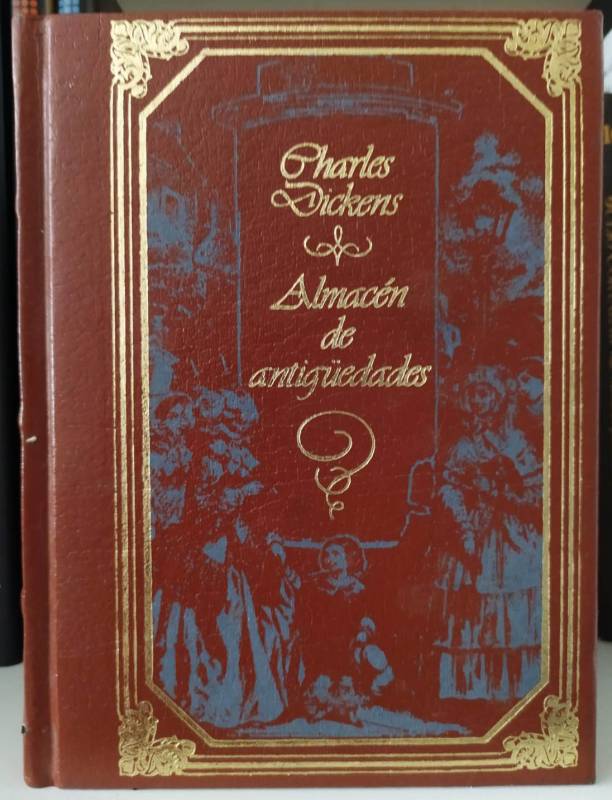 Charles
Dickens
Almacén
de
antigüedades